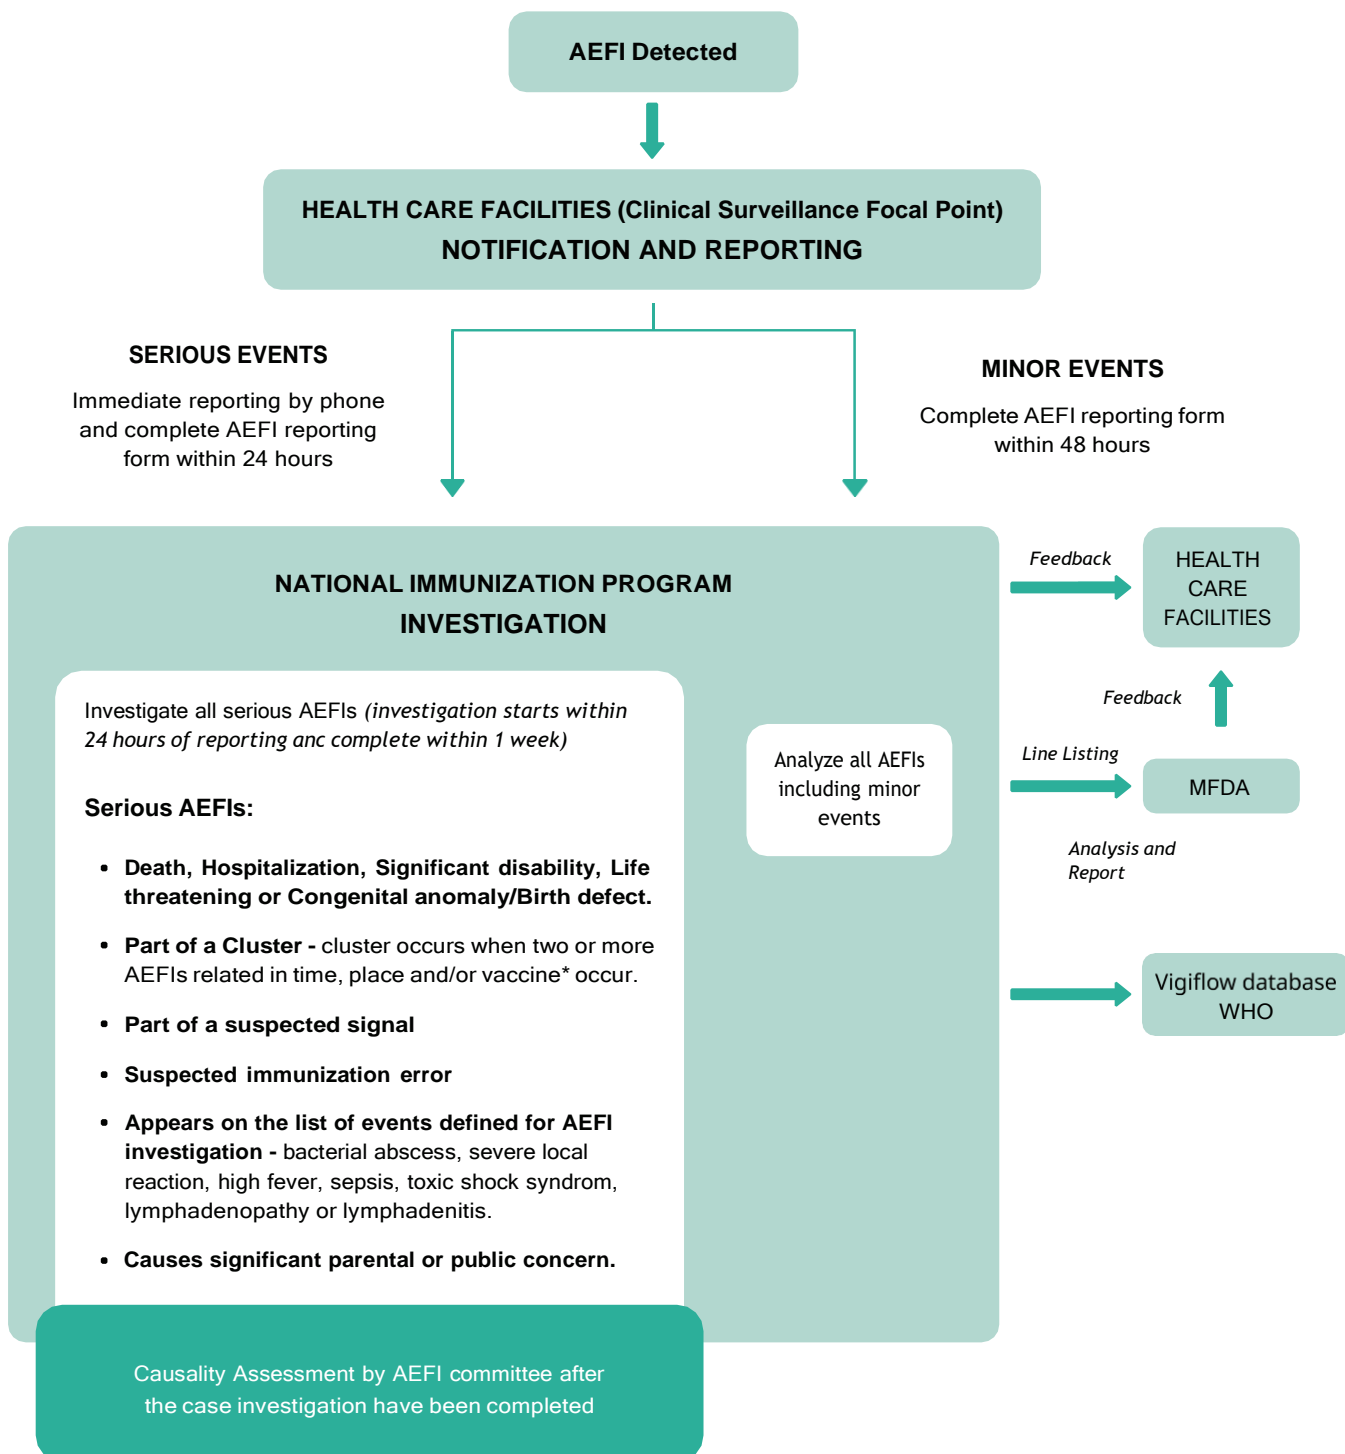 AEFI Detected
HEALTH CARE FACILITIES (Clinical Surveillance Focal Point)
NOTIFICATION AND REPORTING
SERIOUS EVENTS
Immediate reporting by phone
and complete AEFI reporting
form within 24 hours
MINOR EVENTS
Complete AEFI reporting form
within 48 hours
NATIONAL IMMUNIZATION PROGRAM
INVESTIGATION
Investigate all serious AEFIs (investigation starts within
24 hours of reporting anc complete within 1 week)
Serious AEFIs:
• Death, Hospitalization, Significant disability, Life
threatening or Congenital anomaly/Birth defect.
• Part of a Cluster - cluster occurs when two or more
AEFIs related in time, place and/or vaccine* occur.
• Part of a suspected signal
• Suspected immunization error
• Appears on the list of events defined for AEFI
investigation - bacterial abscess, severe local
reaction, high fever, sepsis, toxic shock syndrom,
lymphadenopathy or lymphadenitis.
• Causes significant parental or public concern.
Causality Assessment by AEFI committee after
the case investigation have been completed
Analyze all AEFIs
including minor
events
Feedback
HEALTH
CARE
FACILITIES
Feedback
Line Listing
MFDA
Analysis and
Report
Vigiflow database
WHO